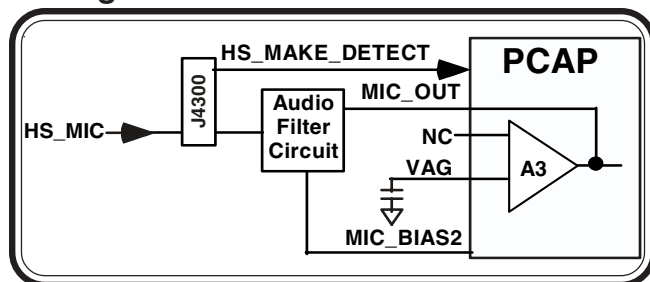 HS_MAKE_DETECT
PCAP
J4300
MIC_OUT
Audio
Filter
Circuit
HS_MIC
NC
VAG
A3
MIC_BIAS2